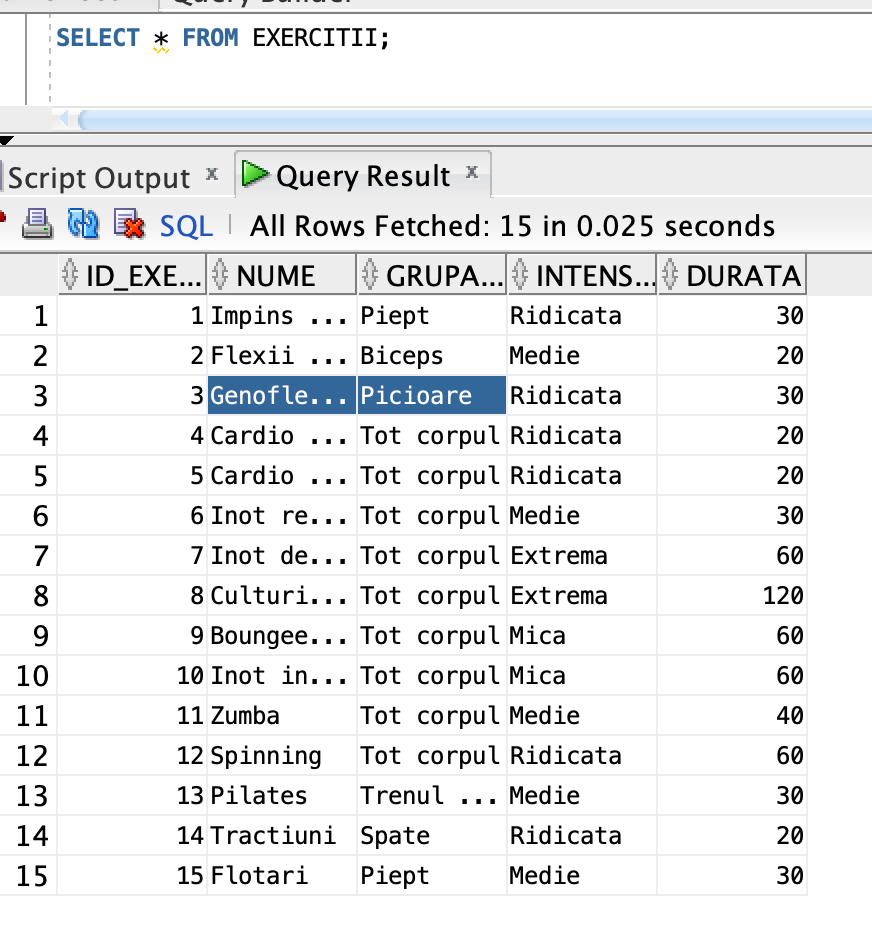 SELECT * FROM EXERCITII;
Script Output x Query Result x
SQL | All Rows Fetched: 15 in 0.025 seconds
ID_EXE... NUME GRUPA... INTENS... DURATA
1 1 Impins ... Piept Ridicata 30
2 2 Flexii ... Biceps Medie 20
3 3 Genofle... Picioare Ridicata 30
4 4 Cardio ... Tot corpul Ridicata 20
5 5 Cardio ... Tot corpul Ridicata 20
6 6 Inot re... Tot corpul Medie 30
7 7 Inot de... Tot corpul Extrema 60
8 8 Culturi... Tot corpul Extrema 120
9 9 Boungee... Tot corpul Mica 60
10 10 Inot in... Tot corpul Mica 60
11 11 Zumba Tot corpul Medie 40
12 12 Spinning Tot corpul Ridicata 60
13 13 Pilates Trenul ... Medie 30
14 14 Tractiuni Spate Ridicata 20
15 15 Flotari Piept Medie 30